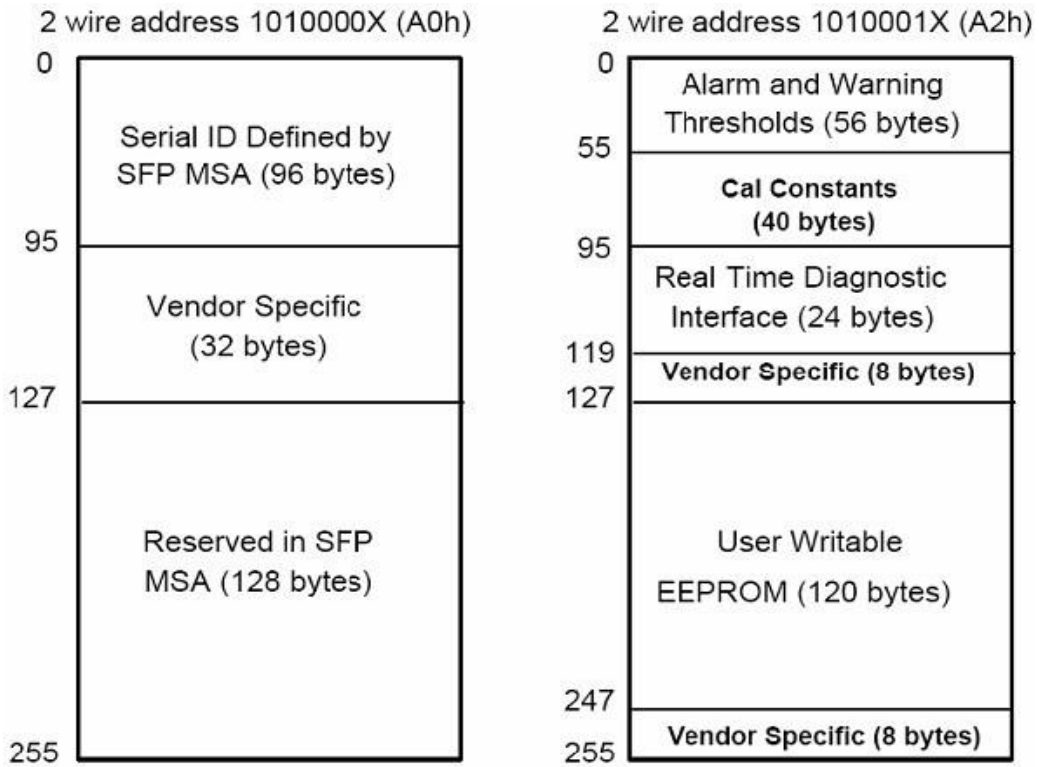 2 wire address 1010000X (A0h)
0
Serial ID Defined by
SFP MSA (96 bytes)
95
Vendor Specific
(32 bytes)
127
Reserved in SFP
MSA (128 bytes)
255
2 wire address 1010001X (A2h)
0
Alarm and Warning
Thresholds (56 bytes)
55
Cal Constants
(40 bytes)
95
Real Time Diagnostic
Interface (24 bytes)
119
Vendor Specific (8 bytes)
127
User Writable
EEPROM (120 bytes)
247
Vendor Specific (8 bytes)
255